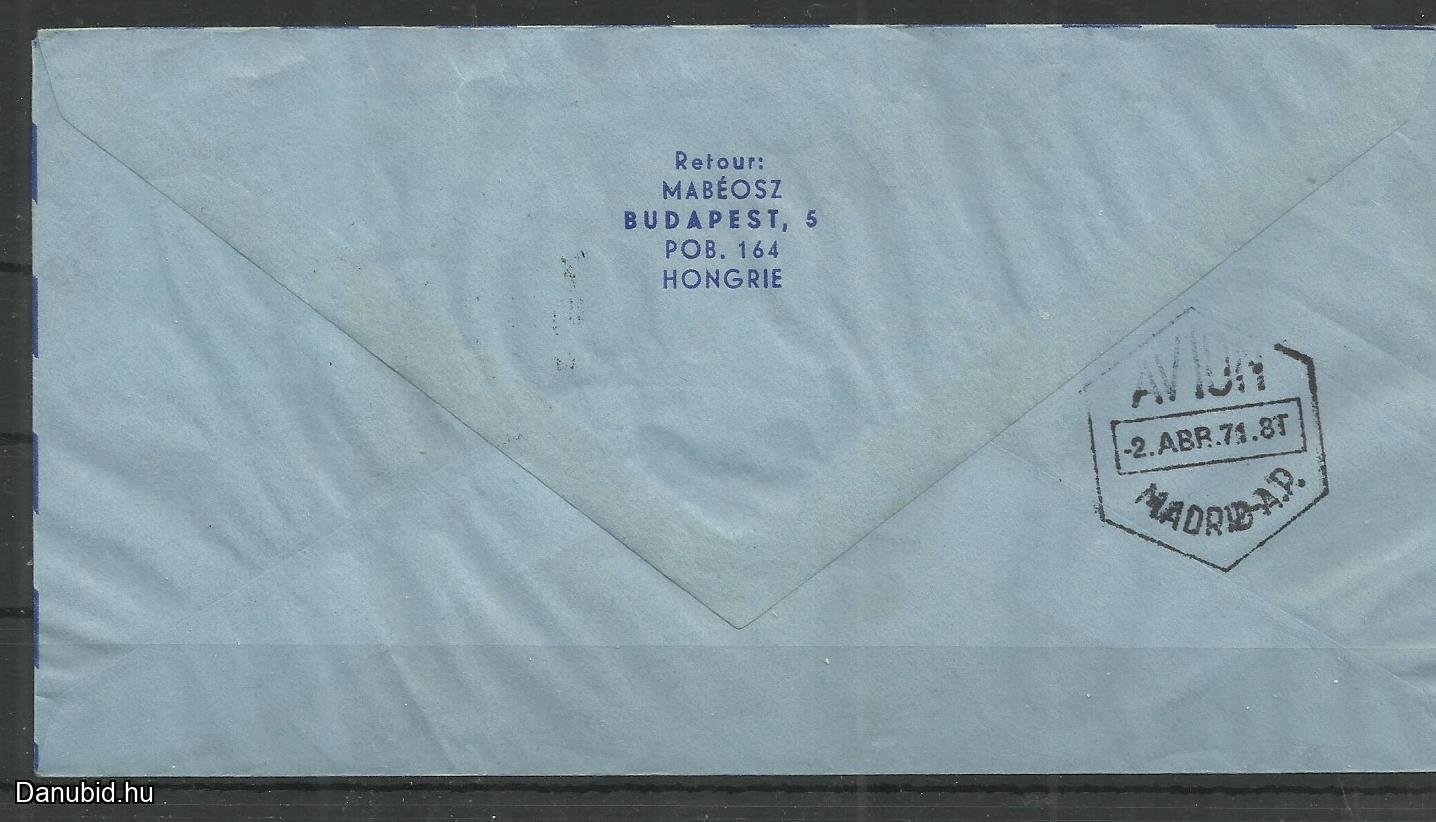 Retour:
MABÉOSZ
BUDAPEST, 5
POB. 164
HONGRIE
AVION
-2.ABR.71.8T
MADRID-A.P.
Danubid.hu